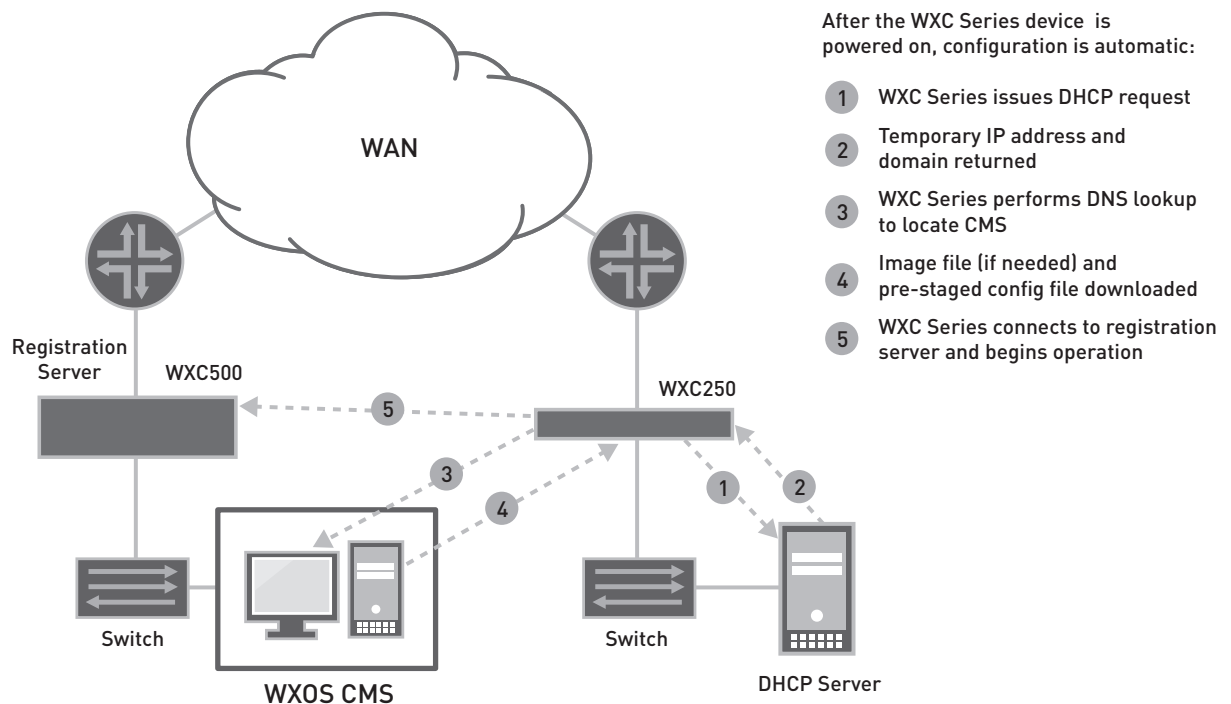 After the WXC Series device is
powered on, configuration is automatic:
1 WXC Series issues DHCP request
2 Temporary IP address and
domain returned
3 WXC Series performs DNS lookup
to locate CMS
4 Image file (if needed) and
pre-staged config file downloaded
5 WXC Series connects to registration
server and begins operation
WAN
Registration
Server
WXC500
WXC250
5
3
4
1
2
Switch
WXOS CMS
Switch
DHCP Server